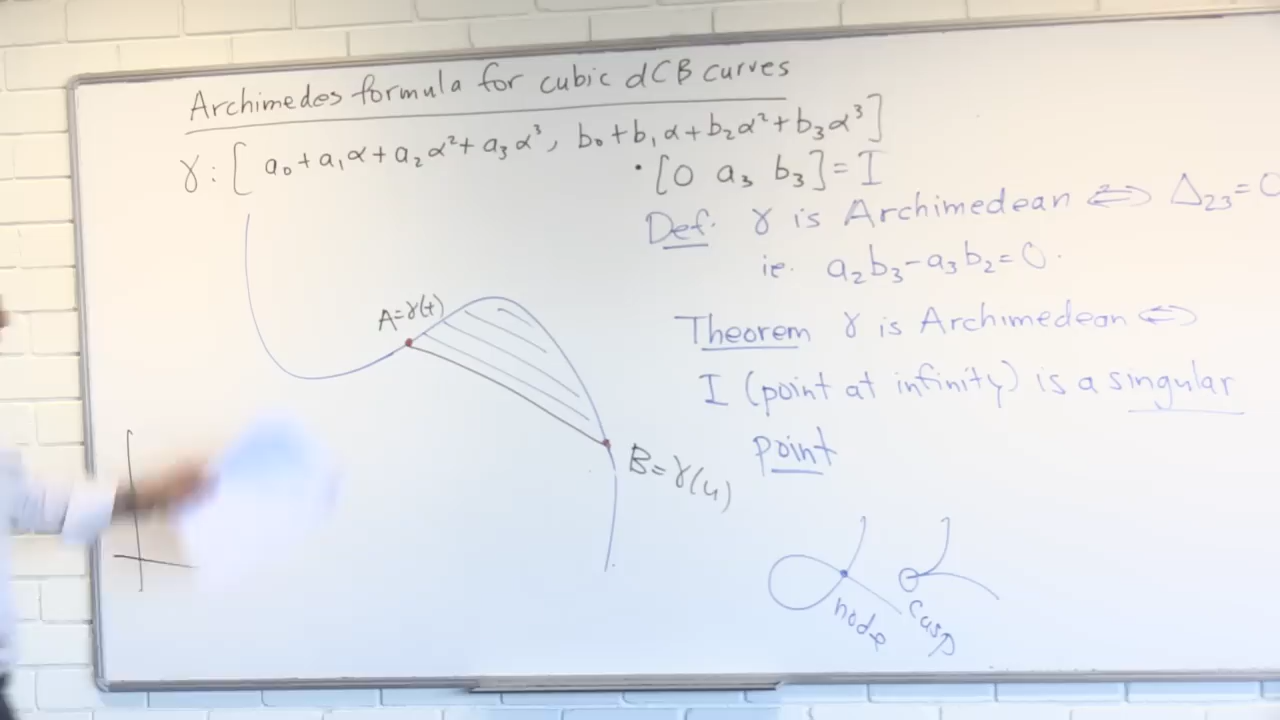 Archimedes formula for cubic dCB curves
γ : [ a₀ + a₁α + a₂α² + a₃α³, b₀ + b₁α + b₂α² + b₃α³ ]
• [0 a₃ b₃] = I
Def: γ is Archimedean ⇔ Δ₂₃ = 0
ie. a₂b₃ - a₃b₂ = 0.
Theorem γ is Archimedean ⇔
I (point at infinity) is a singular
point
A = γ(t)
B = γ(u)
node
cusp